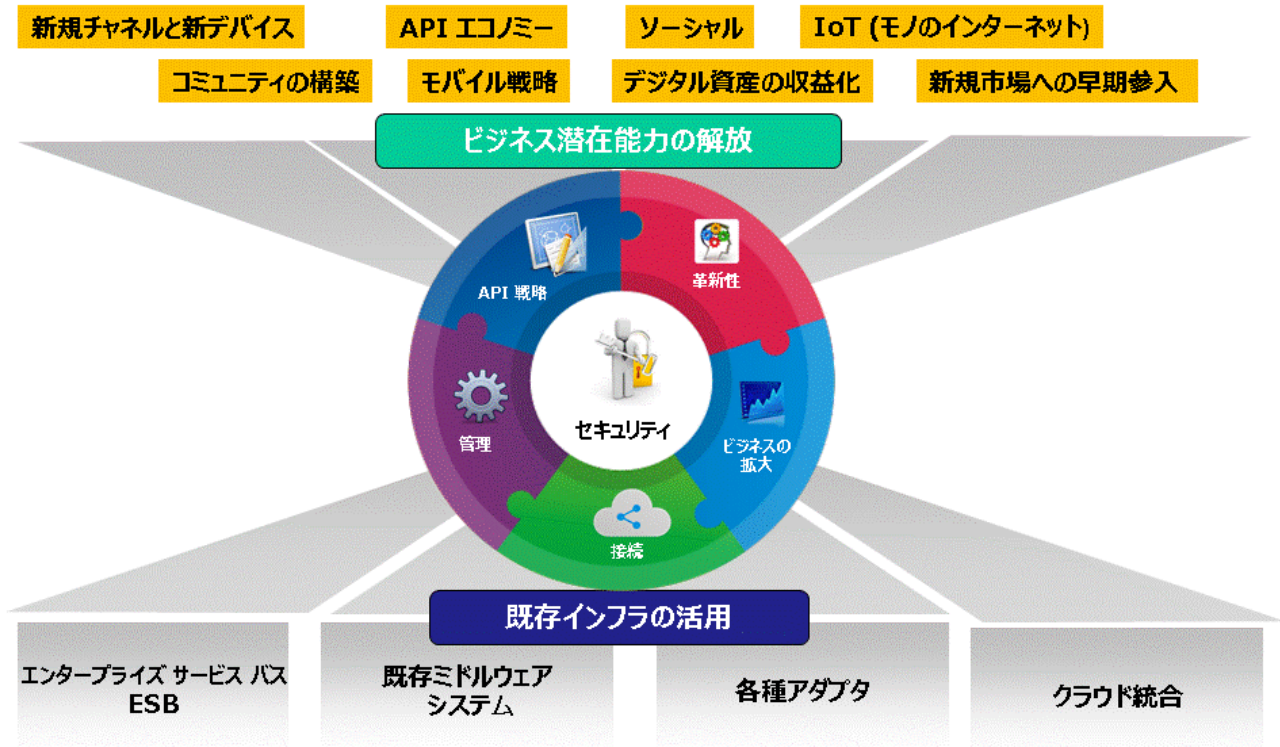 新規チャネルと新デバイス
API エコノミー
ソーシャル
IoT (モノのインターネット)
コミュニティの構築
モバイル戦略
デジタル資産の収益化
新規市場への早期参入
ビジネス潜在能力の解放
API 戦略
革新性
管理
セキュリティ
ビジネスの
拡大
接続
既存インフラの活用
エンタープライズ サービス バス
ESB
既存ミドルウェア
システム
各種アダプタ
クラウド統合